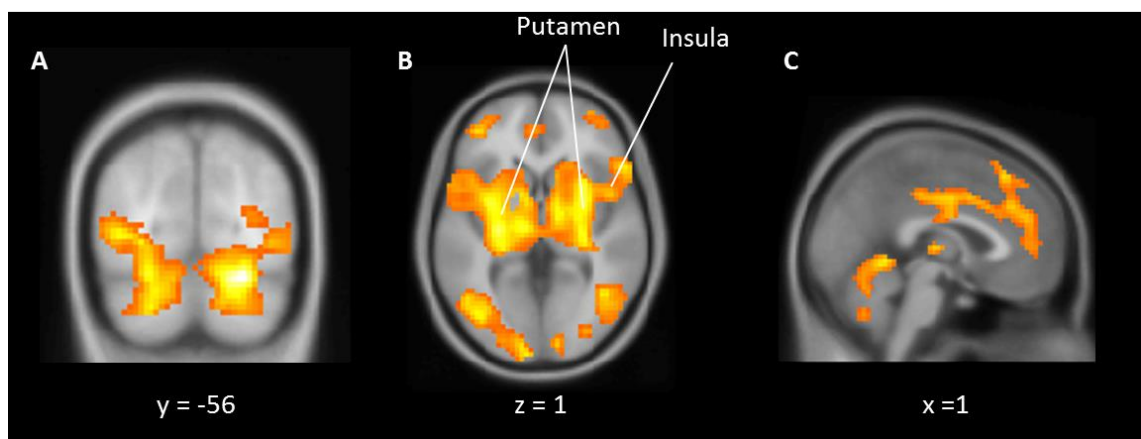 Putamen
Insula
A
B
C
y = -56
z = 1
x =1